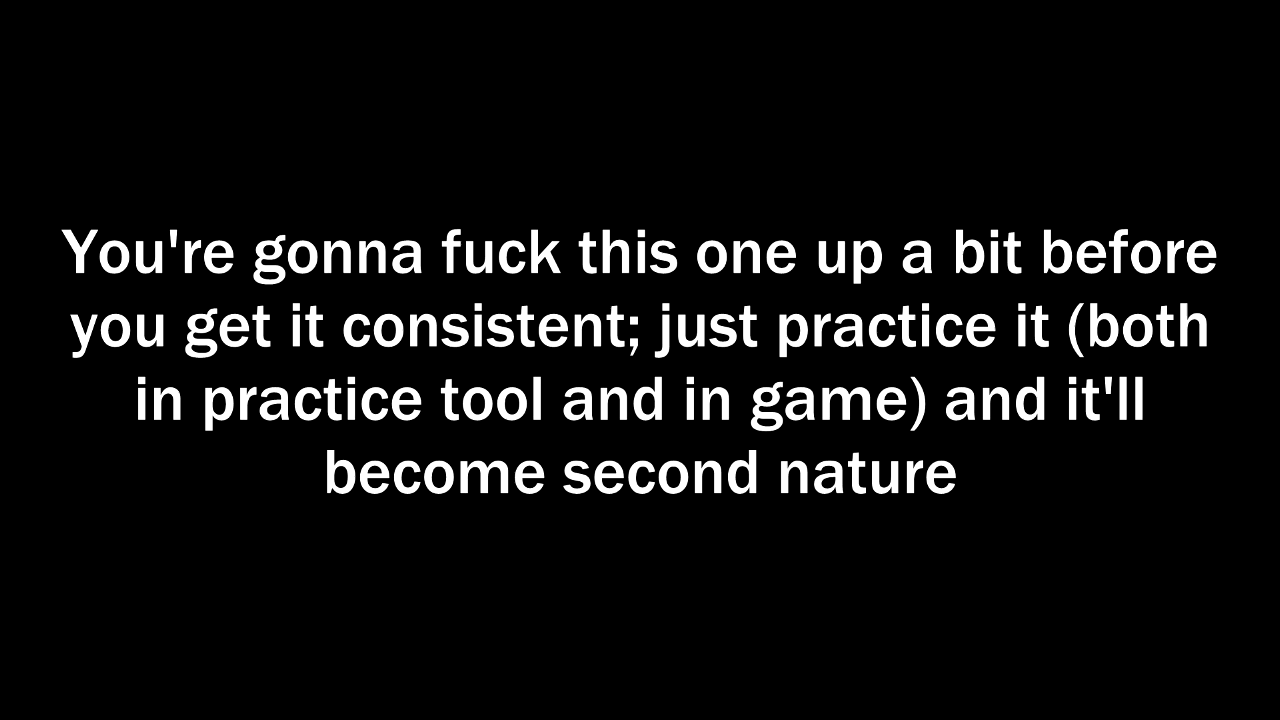 You're gonna fuck this one up a bit before
you get it consistent; just practice it (both
in practice tool and in game) and it'll
become second nature